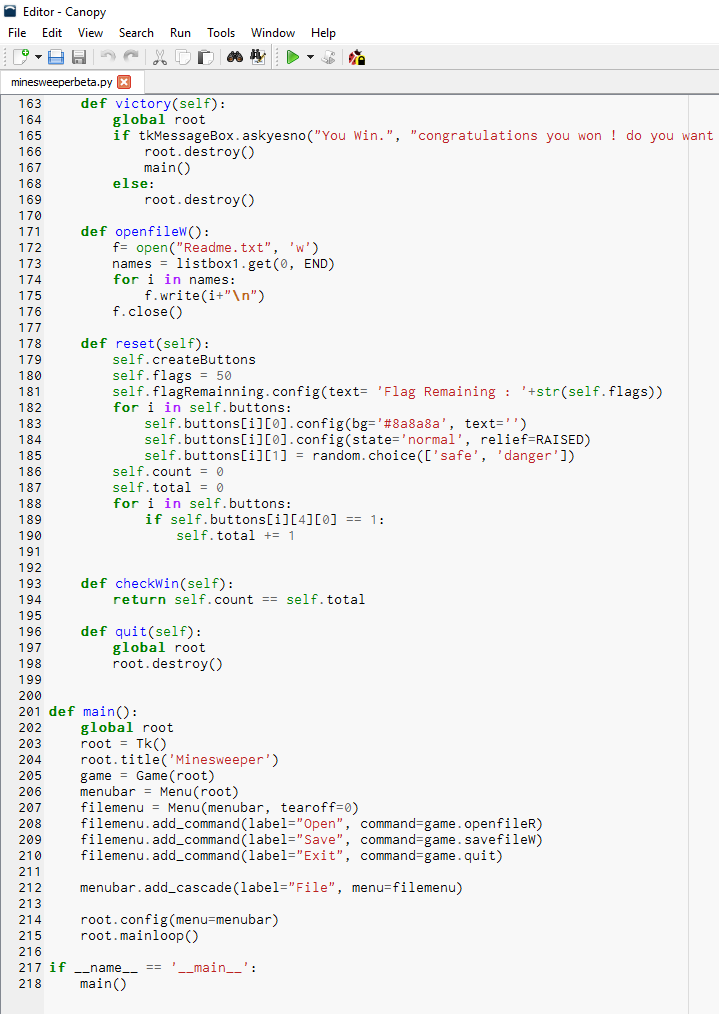 Editor - Canopy
File Edit View Search Run Tools Window Help
minesweeperbeta.py
163 def victory(self):
164 global root
165 if tkMessageBox.askyesno("You Win.", "congratulations you won ! do you want
166 root.destroy()
167 main()
168 else:
169 root.destroy()
170
171 def openfileW():
172 f= open("Readme.txt", 'w')
173 names = listbox1.get(0, END)
174 for i in names:
175 f.write(i+"\n")
176 f.close()
177
178 def reset(self):
179 self.createButtons
180 self.flags = 50
181 self.flagRemainning.config(text= 'Flag Remaining : '+str(self.flags))
182 for i in self.buttons:
183 self.buttons[i][0].config(bg='#8a8a8a', text='')
184 self.buttons[i][0].config(state='normal', relief=RAISED)
185 self.buttons[i][1] = random.choice(['safe', 'danger'])
186 self.count = 0
187 self.total = 0
188 for i in self.buttons:
189 if self.buttons[i][4][0] == 1:
190 self.total += 1
191
192
193 def checkWin(self):
194 return self.count == self.total
195
196 def quit(self):
197 global root
198 root.destroy()
199
200
201 def main():
202 global root
203 root = Tk()
204 root.title('Minesweeper')
205 game = Game(root)
206 menubar = Menu(root)
207 filemenu = Menu(menubar, tearoff=0)
208 filemenu.add_command(label="Open", command=game.openfileR)
209 filemenu.add_command(label="Save", command=game.savefileW)
210 filemenu.add_command(label="Exit", command=game.quit)
211
212 menubar.add_cascade(label="File", menu=filemenu)
213
214 root.config(menu=menubar)
215 root.mainloop()
216
217 if __name__ == '__main__':
218 main()